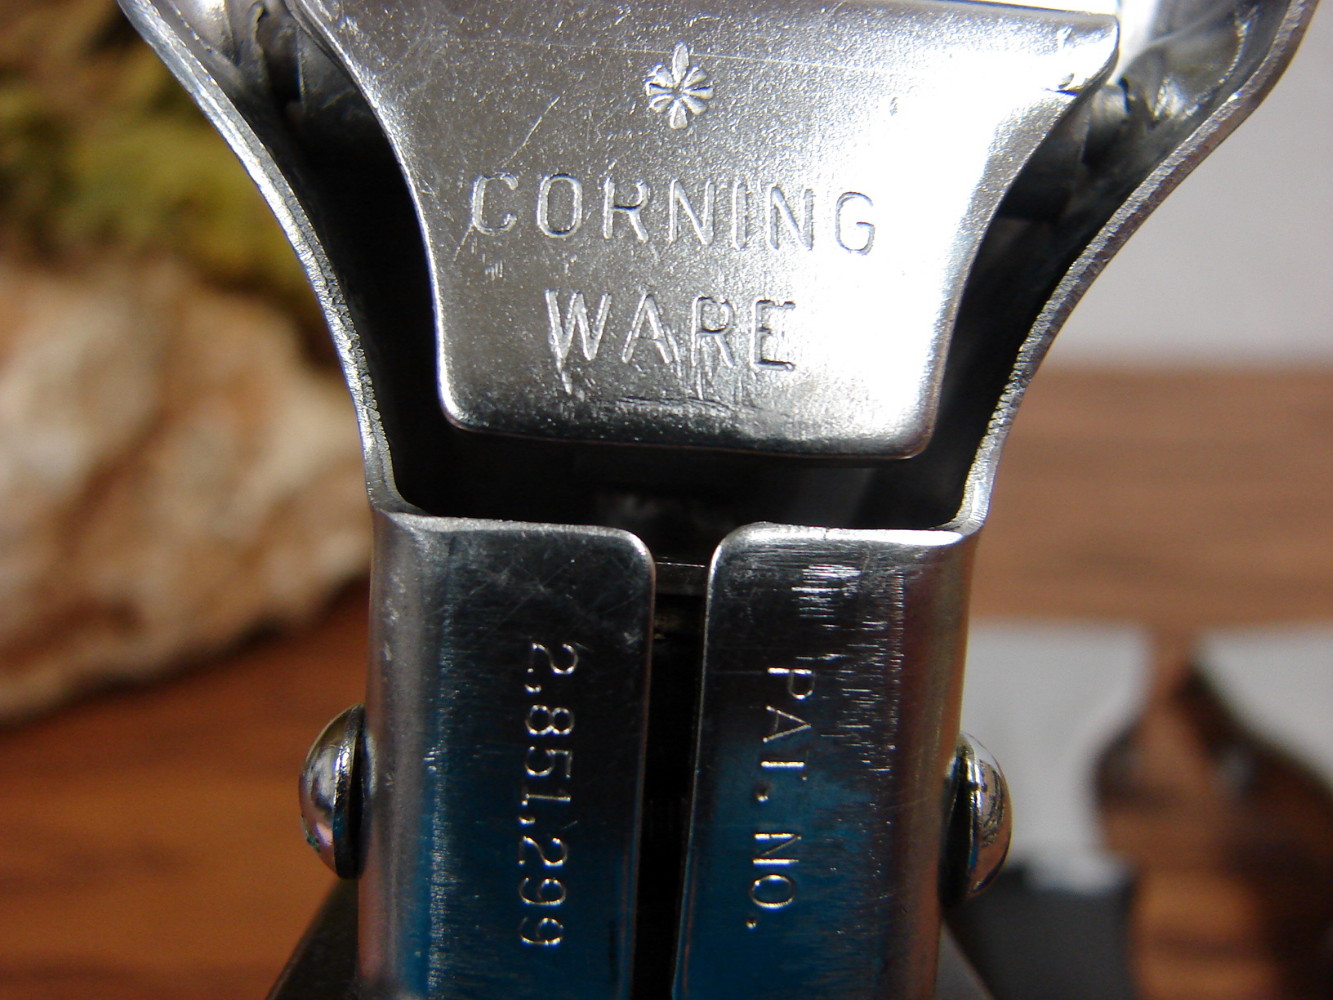 CORNING
WARE
PAT. NO.
2,851,299